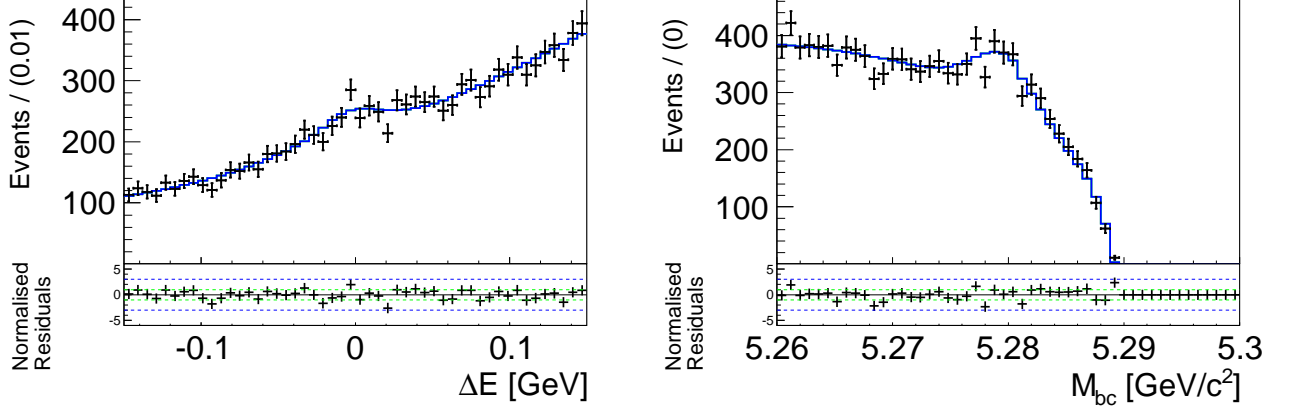 Events / (0.01)
400
300
200
100
Normalised
Residuals
5
0
-5
-0.1 0 0.1
ΔE [GeV]
Events / (0)
400
300
200
100
Normalised
Residuals
5
0
-5
5.26 5.27 5.28 5.29 5.3
M_bc [GeV/c²]